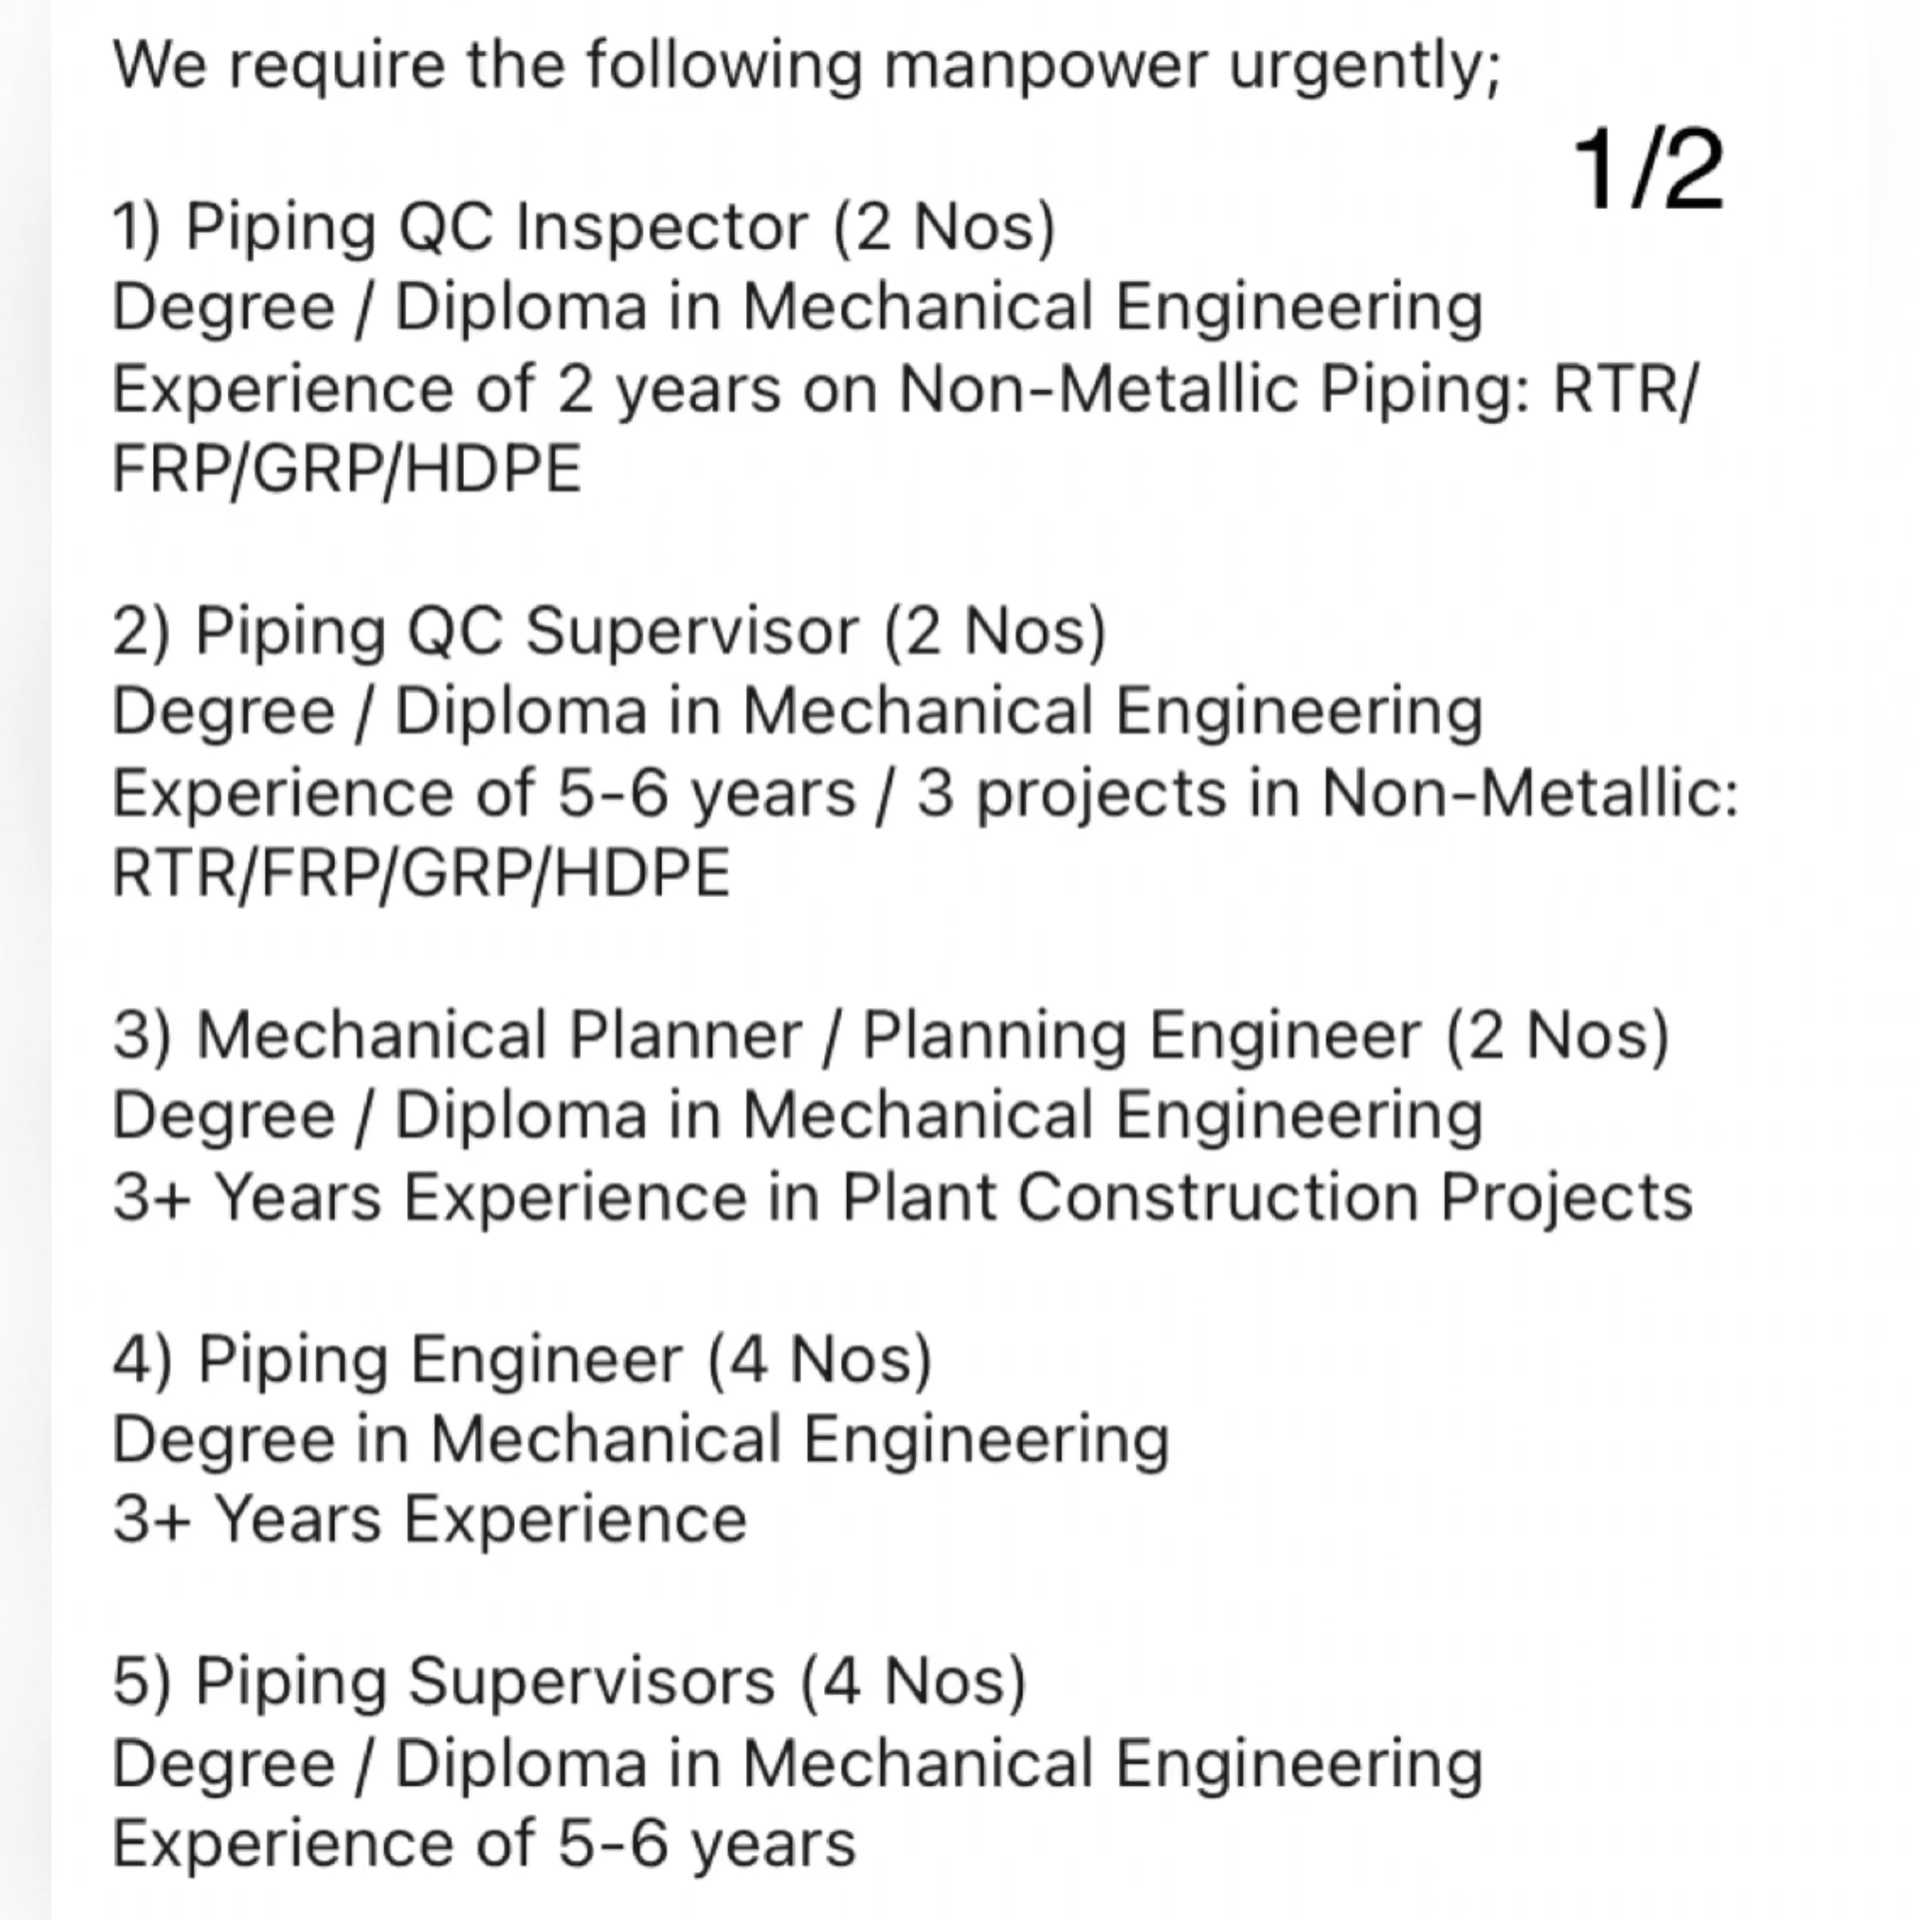 We require the following manpower urgently;
1/2
1) Piping QC Inspector (2 Nos)
Degree / Diploma in Mechanical Engineering
Experience of 2 years on Non-Metallic Piping: RTR/
FRP/GRP/HDPE
2) Piping QC Supervisor (2 Nos)
Degree / Diploma in Mechanical Engineering
Experience of 5-6 years / 3 projects in Non-Metallic:
RTR/FRP/GRP/HDPE
3) Mechanical Planner / Planning Engineer (2 Nos)
Degree / Diploma in Mechanical Engineering
3+ Years Experience in Plant Construction Projects
4) Piping Engineer (4 Nos)
Degree in Mechanical Engineering
3+ Years Experience
5) Piping Supervisors (4 Nos)
Degree / Diploma in Mechanical Engineering
Experience of 5-6 years